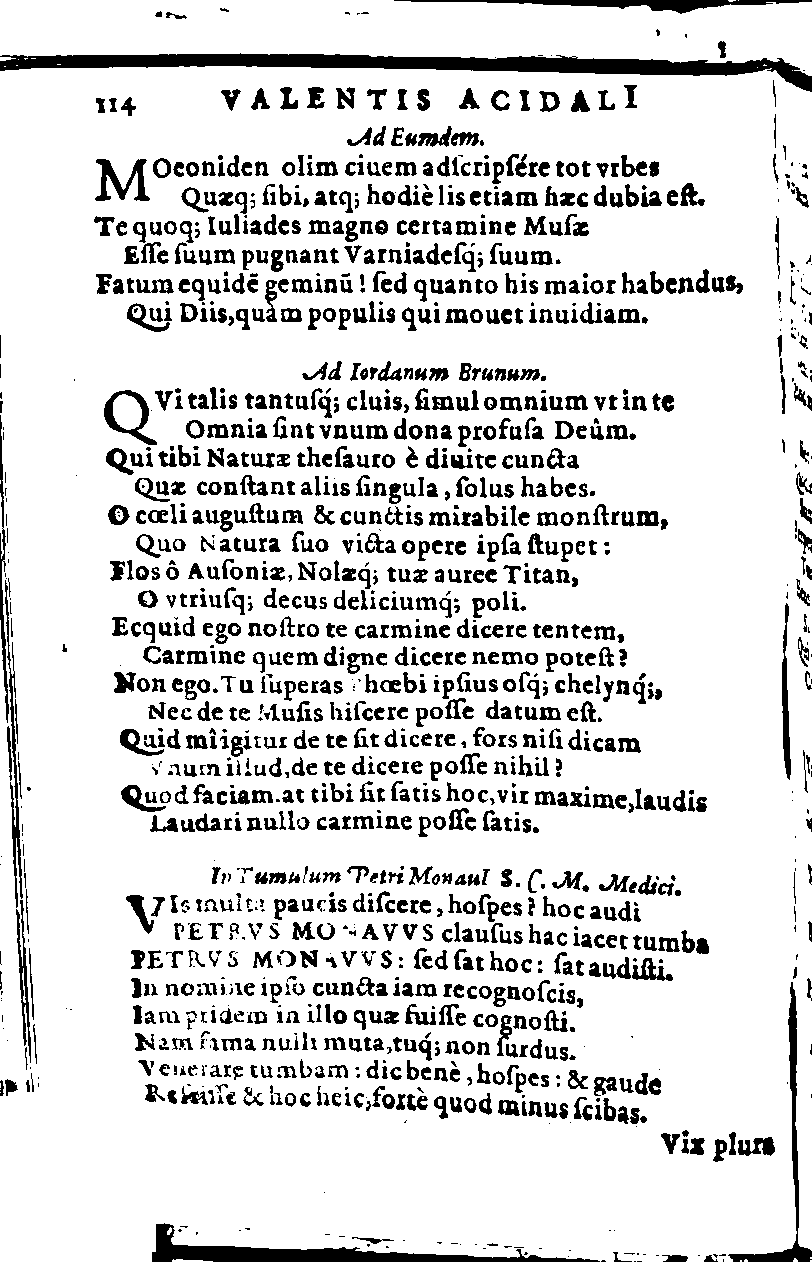 114 VALENTIS ACIDALI
Ad Eumdem.
MOeoniden olim ciuem adſcripſére tot vrbes
Quæq; ſibi, atq; hodiè lis etiam hæc dubia eſt.
Te quoq; Iuliades magno certamine Muſæ
Eſſe ſuum pugnant Varniadeſq́; ſuum.
Fatum equidē geminū! ſed quanto his maior habendus,
Qui Diis, quàm populis qui mouet inuidiam.
Ad Iordanum Brunum.
QVi talis tantuſq́; cluis, ſimul omnium vt in te
Omnia ſint vnum dona profuſa Deûm.
Qui tibi Naturæ theſauro è diuite cuncta
Quæ conſtant aliis ſingula, ſolus habes.
O cœli auguſtum & cunctis mirabile monſtrum,
Quo Natura ſuo victa opere ipſa ſtupet:
Flos ô Auſoniæ, Nolæq́; tuæ auree Titan,
O vtriuſq; decus deliciumq́; poli.
Ecquid ego noſtro te carmine dicere tentem,
Carmine quem digne dicere nemo poteſt?
Non ego. Tu ſuperas Phœbi ipſius oſq; chelynq́;,
Nec de te Muſis hiſcere poſſe datum eſt.
Quid mî igitur de te ſit dicere, fors niſi dicam
Vnum illud, de te dicere poſſe nihil?
Quod faciam. at tibi ſit ſatis hoc, vir maxime, laudis
Laudari nullo carmine poſſe ſatis.
In Tumulum Petri MonauI S. C. M. Medici.
VIs multa paucis diſcere, hoſpes? hoc audi
PETRVS MONAVVS clauſus hac iacet tumba
PETRVS MONAVVS: ſed ſat hoc: ſat audiſti.
In nomine ipſo cuncta iam recognoſcis,
Iam pridem in illo quæ fuiſſe cognoſti.
Nam fama nulli muta, tuq́; non ſurdus.
Venerare tumbam: dic benè, hoſpes: & gaude
& hoc heic, fortè quod minus ſcibas.
Vix plura